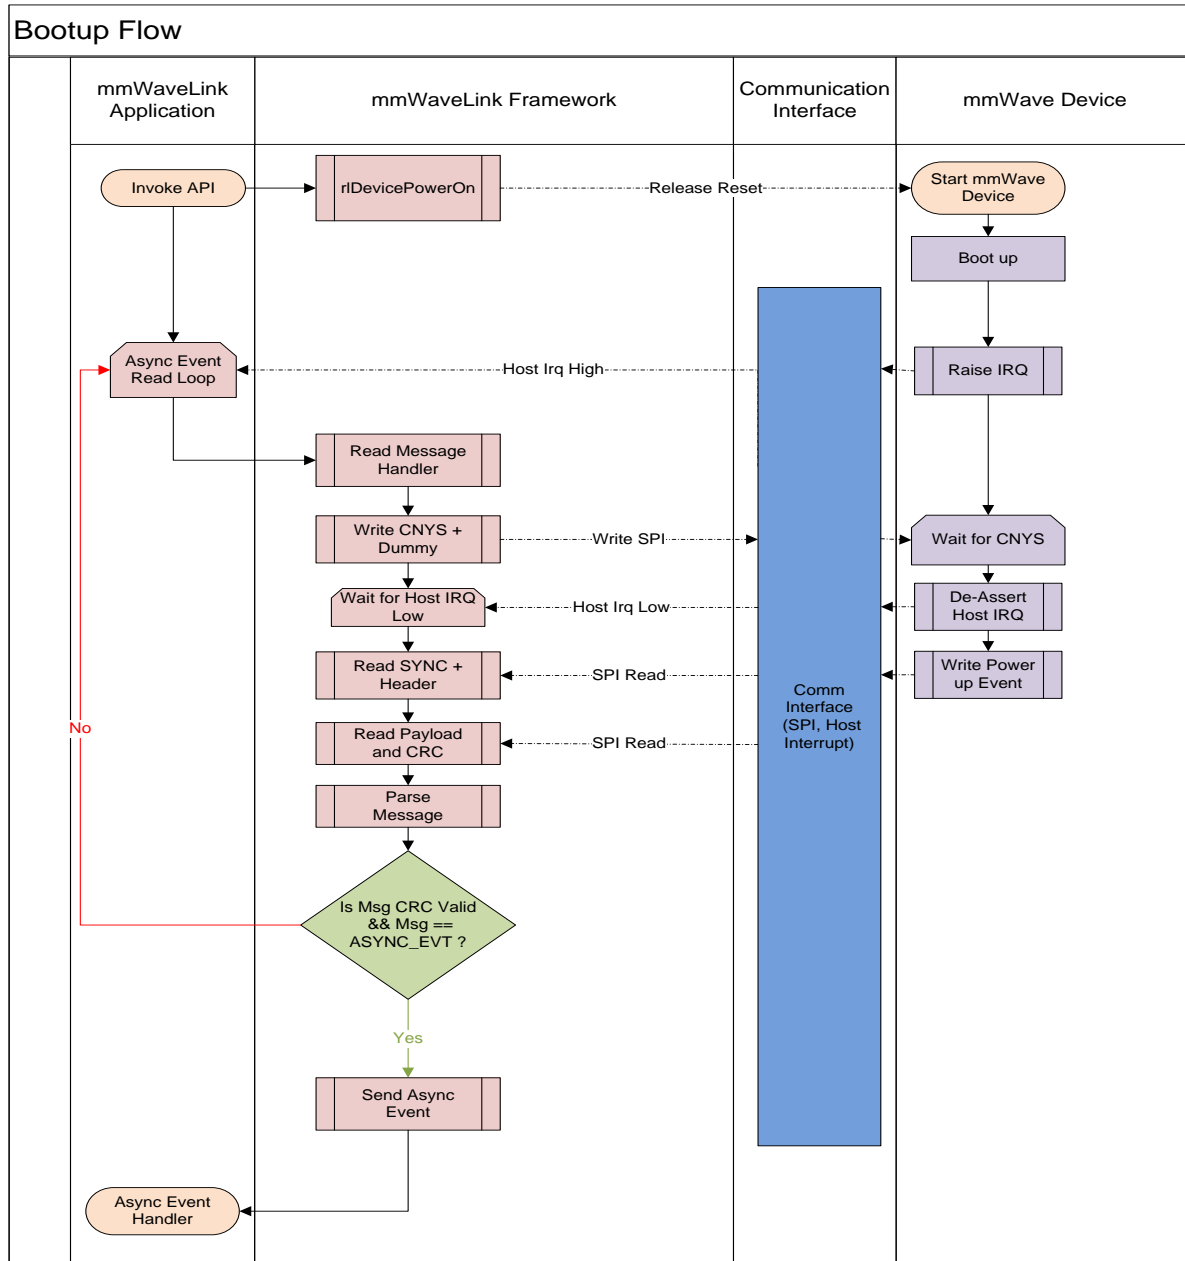 Bootup Flow
mmWaveLink
Application
mmWaveLink Framework
Communication
Interface
mmWave Device
Invoke API
rlDevicePowerOn
Release Reset
Start mmWave
Device
Boot up
Async Event
Read Loop
Host Irq High
Raise IRQ
Read Message
Handler
Write CNYS +
Dummy
Write SPI
Wait for CNYS
Wait for Host IRQ
Low
Host Irq Low
De-Assert
Host IRQ
Read SYNC +
Header
SPI Read
Write Power
up Event
Comm
Interface
(SPI, Host
Interrupt)
No
Read Payload
and CRC
SPI Read
Parse
Message
Is Msg CRC Valid
&& Msg ==
ASYNC_EVT ?
Yes
Send Async
Event
Async Event
Handler